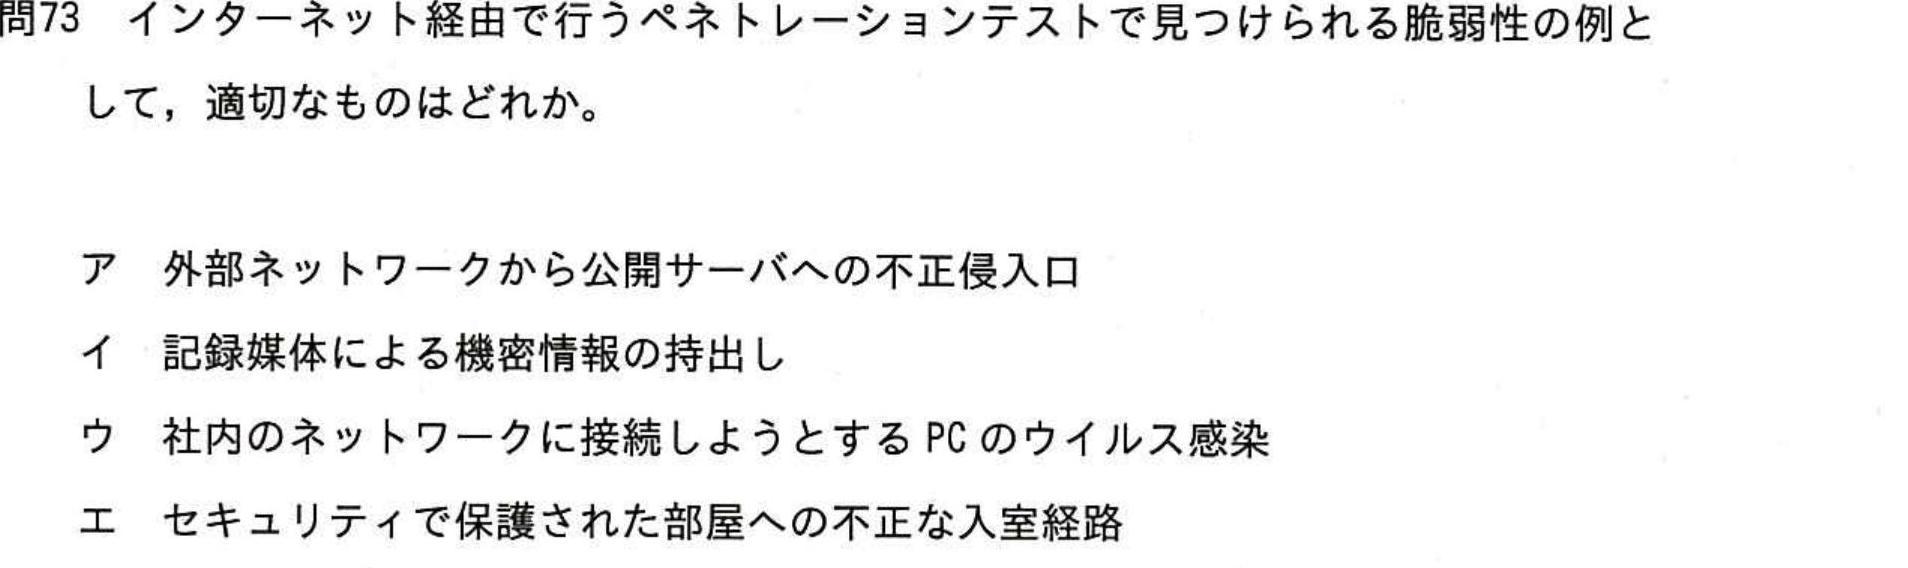 問73 インターネット経由で行うペネトレーションテストで見つけられる脆弱性の例と
して，適切なものはどれか。
ア 外部ネットワークから公開サーバへの不正侵入口
イ 記録媒体による機密情報の持出し
ウ 社内のネットワークに接続しようとするPCのウイルス感染
エ セキュリティで保護された部屋への不正な入室経路